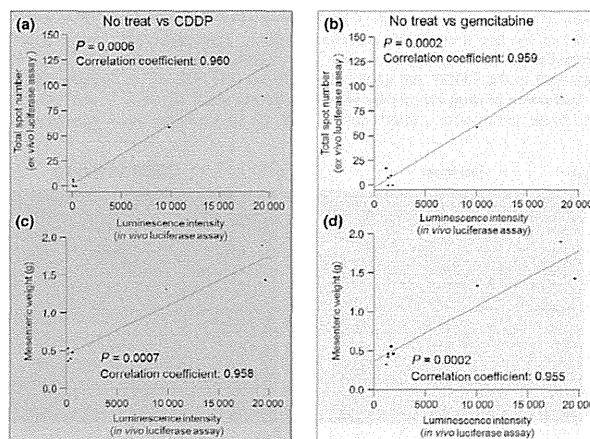 (a) No treat vs CDDP
150
125
100
75
50
25
0
Total spot number
(ex vivo luciferase assay)
P = 0.0006
Correlation coefficient: 0.960
0 5000 10 000 15 000 20 000
Luminescence intensity
(in vivo luciferase assay)
(b) No treat vs gemcitabine
150
125
100
75
50
25
0
Total spot number
(ex vivo luciferase assay)
P = 0.0002
Correlation coefficient: 0.959
0 5000 10 000 15 000 20 000
Luminescence intensity
(in vivo luciferase assay)
(c)
2.0
1.5
1.0
0.5
0.0
Mesenteric weight (g)
P = 0.0007
Correlation coefficient: 0.958
0 5000 10 000 15 000 20 000
Luminescence intensity
(in vivo luciferase assay)
(d)
2.0
1.5
1.0
0.5
0.0
Mesenteric weight (g)
P = 0.0002
Correlation coefficient: 0.955
0 5000 10 000 15 000 20 000
Luminescence intensity
(in vivo luciferase assay)